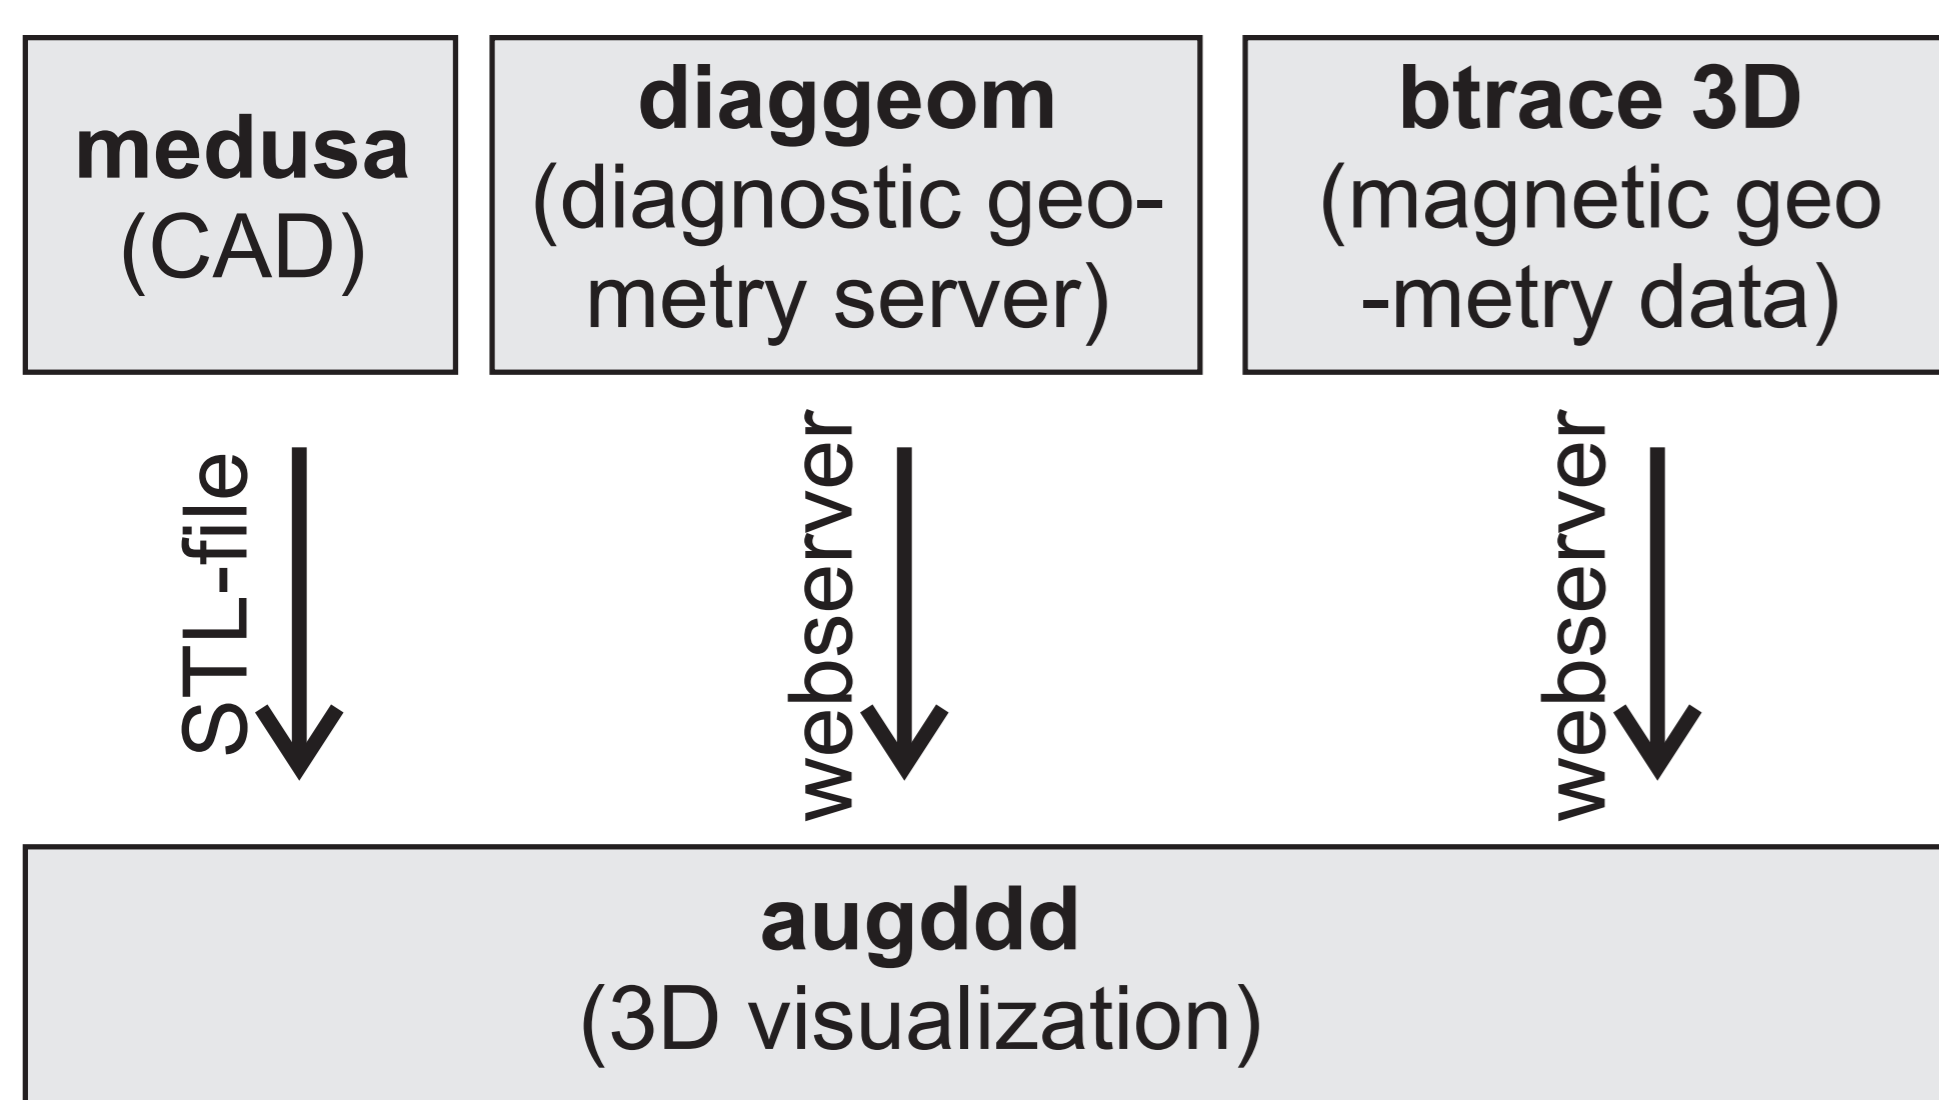 medusa
(CAD)
diaggeom
(diagnostic geo-
metry server)
btrace 3D
(magnetic geo
-metry data)
STL-file
webserver
webserver
augddd
(3D visualization)